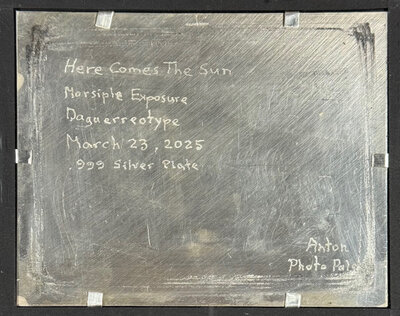 Here Comes The Sun
Morsiple Exposure
Daguerreotype
March 23, 2025
.999 Silver Plate
Anton
Photo Pale